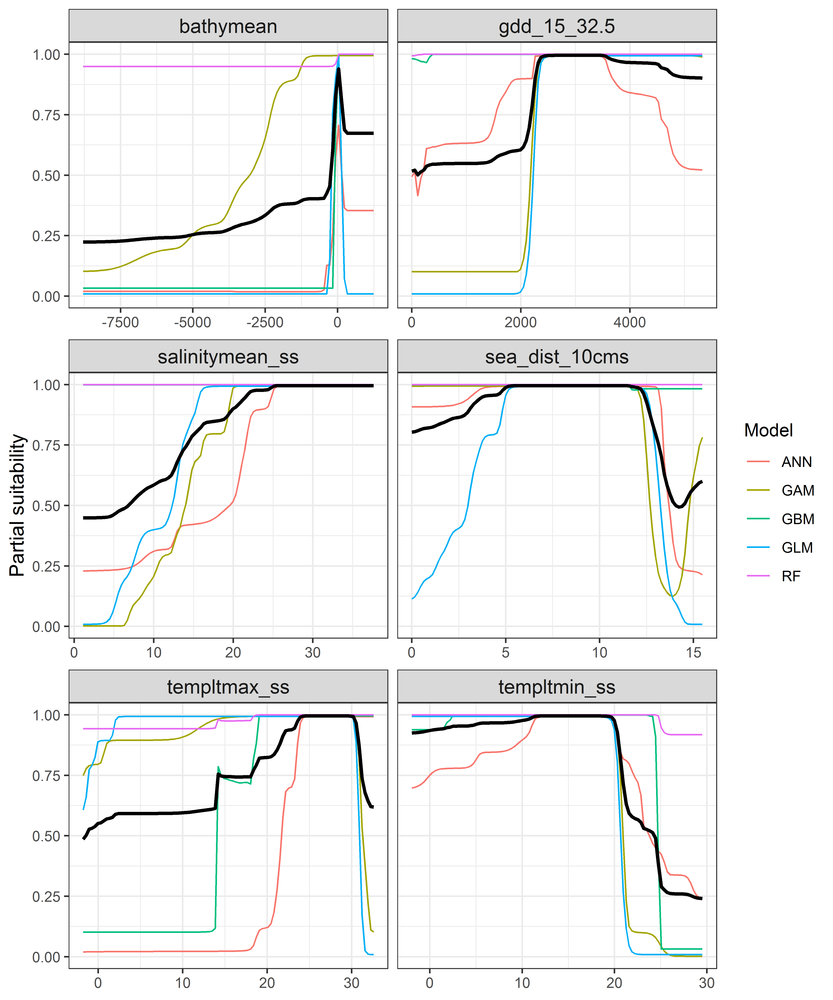 bathymean
gdd_15_32.5
1.00
0.75
0.50
0.25
0.00
-7500 -5000 -2500 0
0 2000 4000
salinitymean_ss
sea_dist_10cms
1.00
0.75
0.50
0.25
0.00
0 10 20 30
0 5 10 15
templtmax_ss
templtmin_ss
1.00
0.75
0.50
0.25
0.00
0 10 20 30
0 10 20 30
Partial suitability
Model
ANN
GAM
GBM
GLM
RF